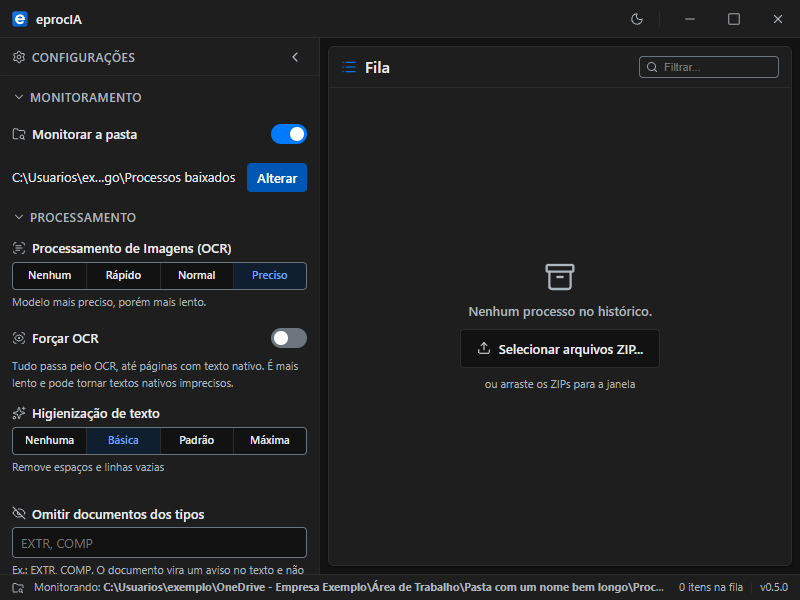 e eprocIA
CONFIGURAÇÕES
MONITORAMENTO
Monitorar a pasta
C:\Usuarios\ex...go\Processos baixados
Alterar
PROCESSAMENTO
Processamento de Imagens (OCR)
Nenhum Rápido Normal Preciso
Modelo mais preciso, porém mais lento.
Forçar OCR
Tudo passa pelo OCR, até páginas com texto nativo. É mais
lento e pode tornar textos nativos imprecisos.
Higienização de texto
Nenhuma Básica Padrão Máxima
Remove espaços e linhas vazias
Omitir documentos dos tipos
EXTR, COMP
Ex.: EXTR, COMP. O documento vira um aviso no texto e não
Fila
Filtrar...
Nenhum processo no histórico.
Selecionar arquivos ZIP...
ou arraste os ZIPs para a janela
Monitorando: C:\Usuarios\exemplo\OneDrive - Empresa Exemplo\Área de Trabalho\Pasta com um nome bem longo\Proc... 0 itens na fila v0.5.0